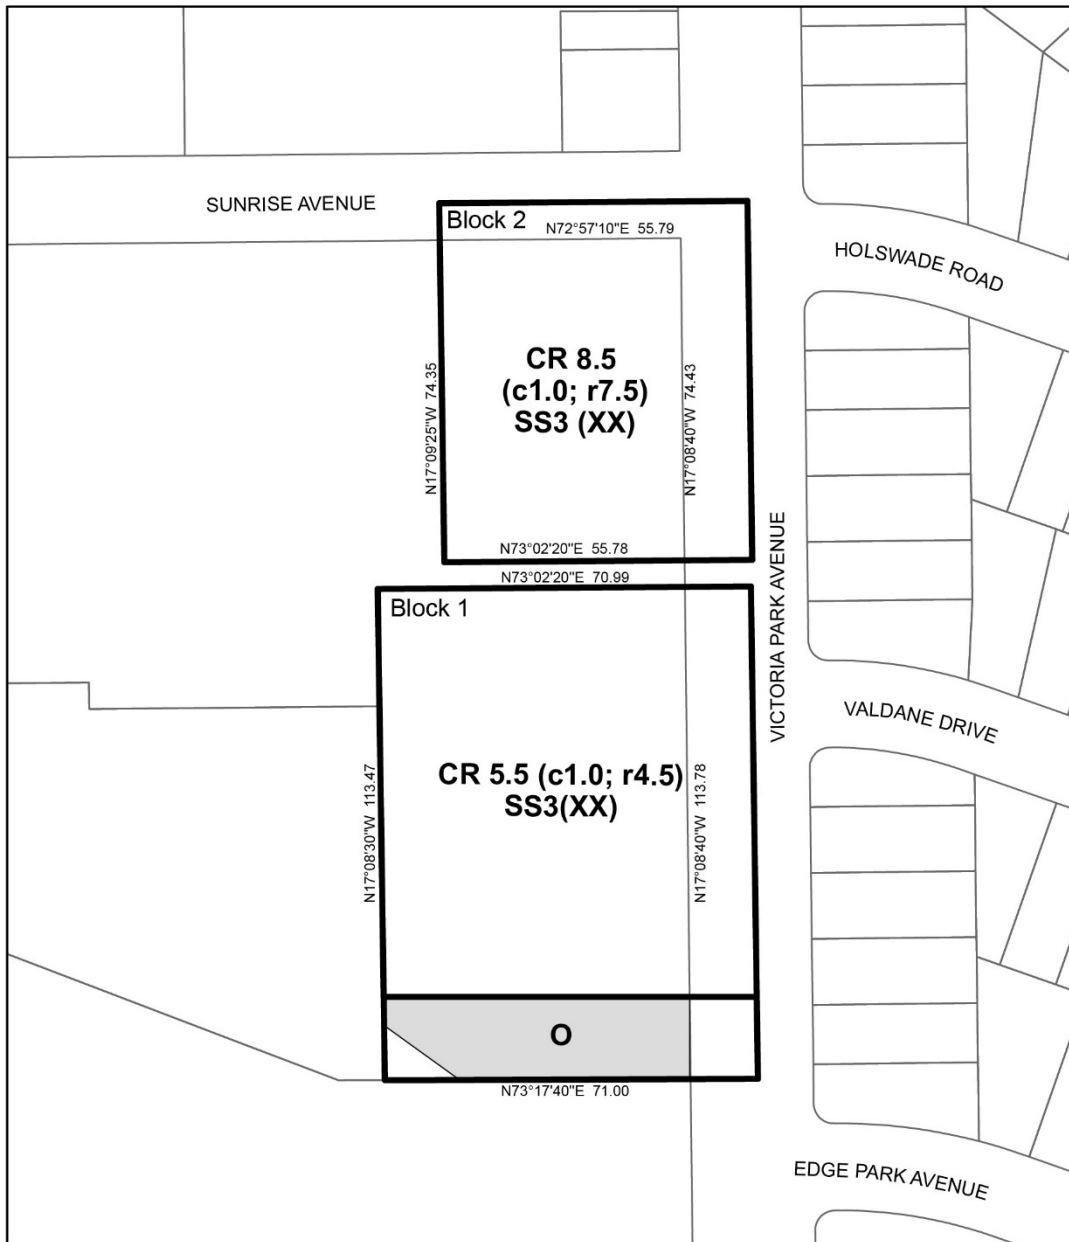 SUNRISE AVENUE
Block 2
N72°57'10"E 55.79
HOLSWADE ROAD
CR 8.5
(c1.0; r7.5)
SS3 (XX)
N17°09'25"W 74.35
N17°08'40"W 74.43
N73°02'20"E 55.78
N73°02'20"E 70.99
Block 1
VICTORIA PARK AVENUE
VALDANE DRIVE
CR 5.5 (c1.0; r4.5)
SS3(XX)
N17°08'30"W 113.47
N17°08'40"W 113.78
O
N73°17'40"E 71.00
EDGE PARK AVENUE